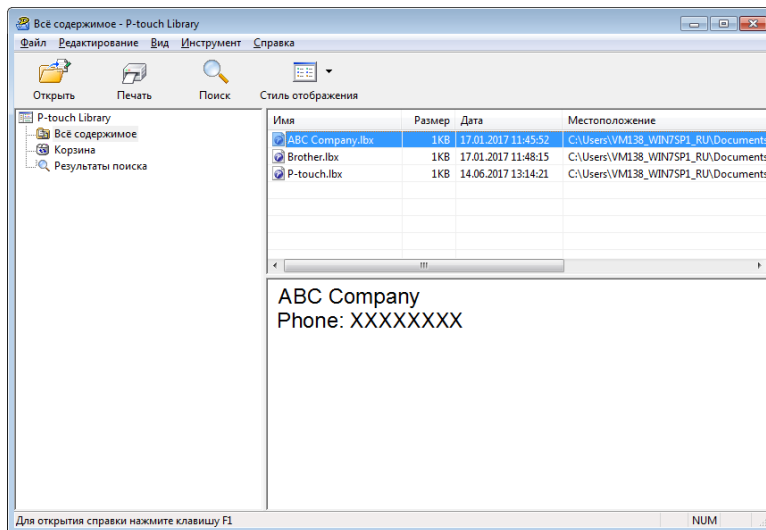 Всё содержимое - P-touch Library
Файл Редактирование Вид Инструмент Справка
Открыть Печать Поиск Стиль отображения
P-touch Library
Всё содержимое
Корзина
Результаты поиска
Имя Размер Дата Местоположение
ABC Company.lbx 1KB 17.01.2017 11:45:52 C:\Users\VM138_WIN7SP1_RU\Documents
Brother.lbx 1KB 17.01.2017 11:48:15 C:\Users\VM138_WIN7SP1_RU\Documents
P-touch.lbx 1KB 14.06.2017 13:14:21 C:\Users\VM138_WIN7SP1_RU\Documents
ABC Company
Phone: XXXXXXXX
Для открытия справки нажмите клавишу F1 NUM